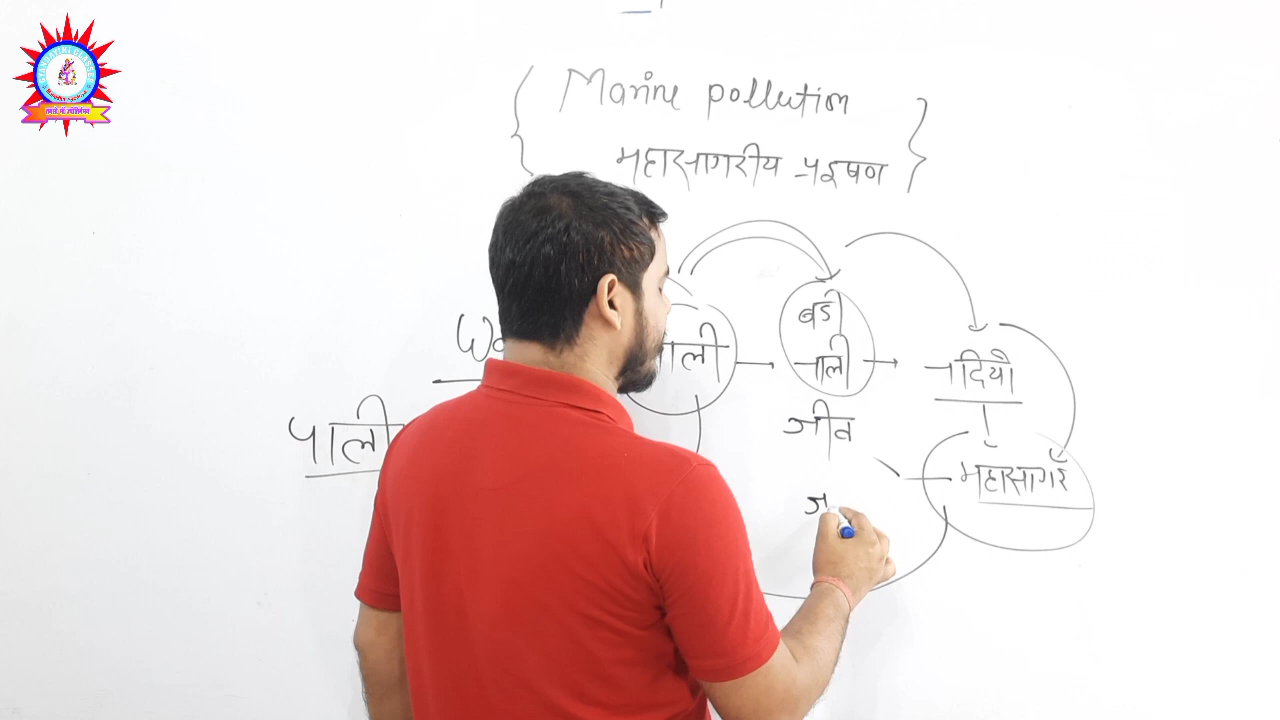 Marine pollution
महासागरीय प्रदूषण
बडी
नाली
नाली
नदियाँ
पाली
जीव
महासागर
ज